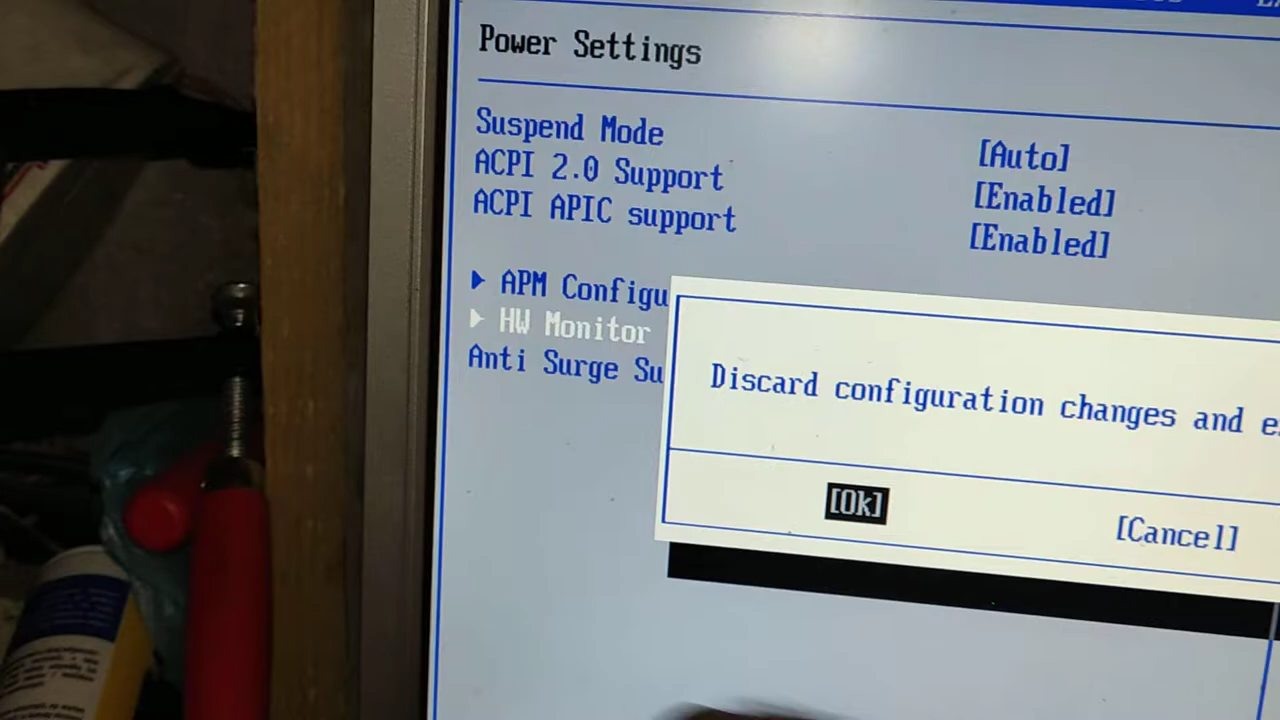 Power Settings
Suspend Mode [Auto]
ACPI 2.0 Support [Enabled]
ACPI APIC support [Enabled]
▶ APM Configu
▶ HW Monitor
Anti Surge Su
Discard configuration changes and e
[Ok] [Cancel]